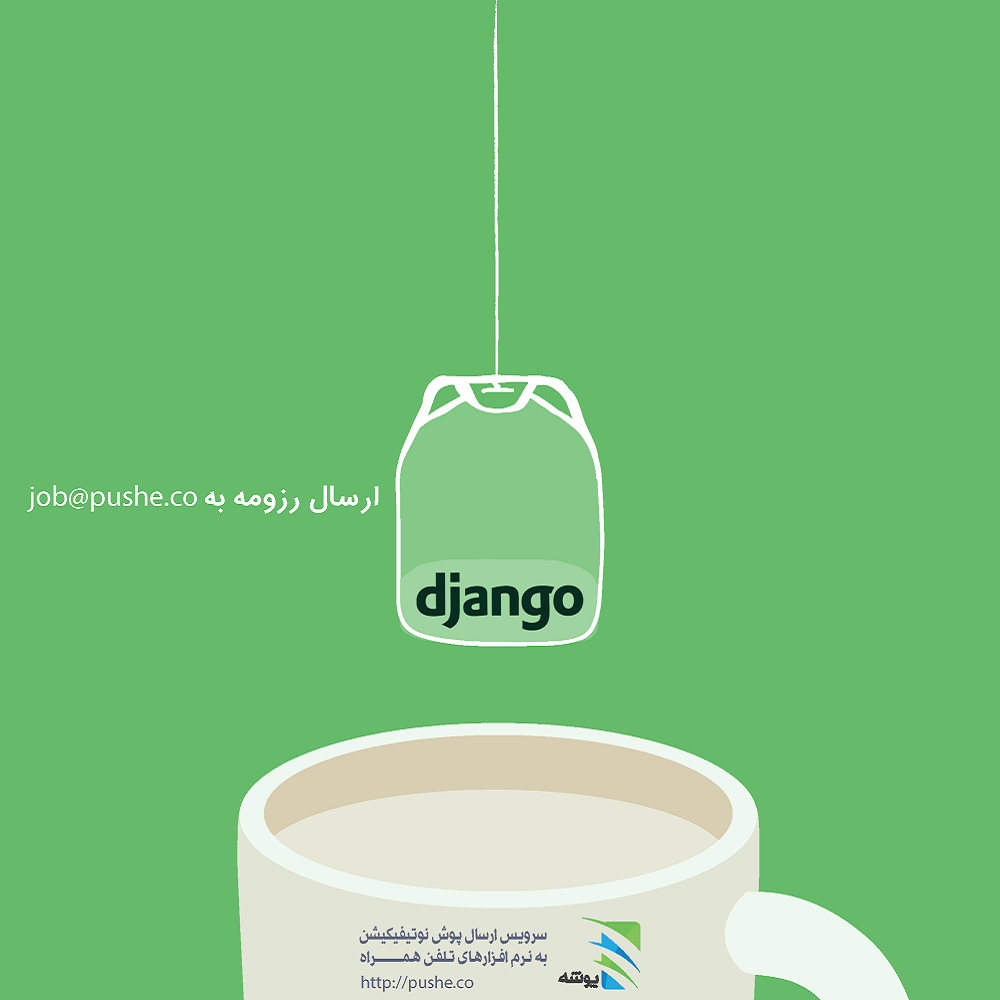 ارسال رزومه به job@pushe.co
django
سرویس ارسال پوش نوتیفیکیشن
به نرم افزارهای تلفن همـــراه
http://pushe.co
پوشه